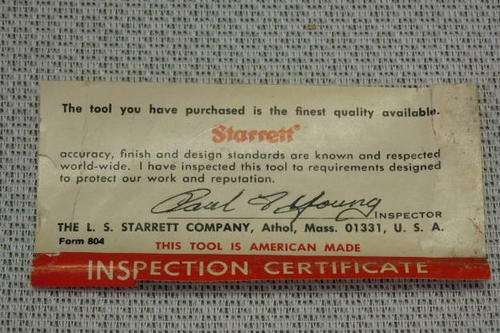 The tool you have purchased is the finest quality available.
Starrett
accuracy, finish and design standards are known and respected
world-wide. I have inspected this tool to requirements designed
to protect our work and reputation.
Paul E Young
INSPECTOR
THE L. S. STARRETT COMPANY, Athol, Mass. 01331, U. S. A.
Form 804
THIS TOOL IS AMERICAN MADE
INSPECTION CERTIFICATE